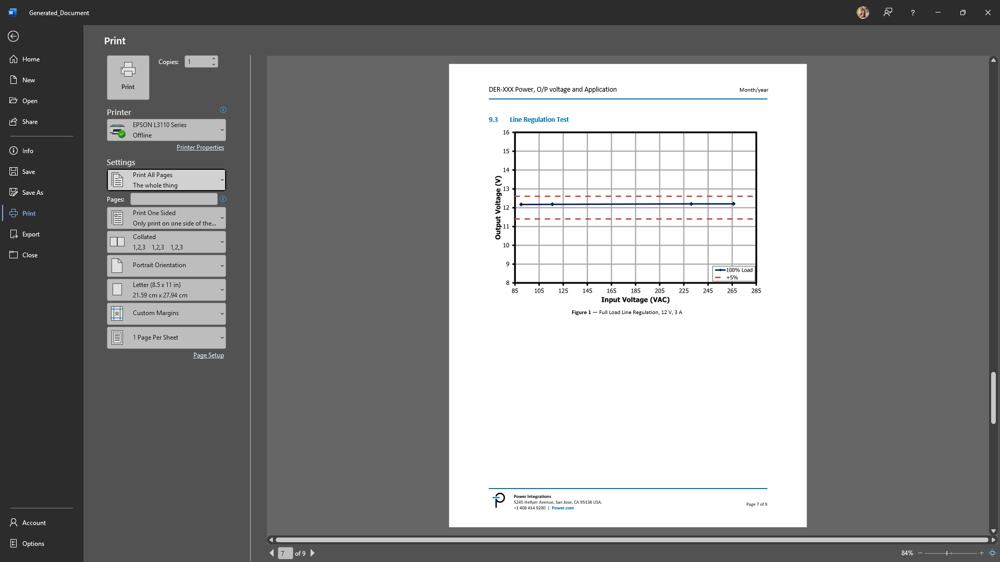 Generated_Document
?
Home
New
Open
Share
Info
Save
Save As
Print
Export
Close
Account
Options
Print
Print
Copies:
1
Printer
EPSON L3110 Series
Offline
Printer Properties
Settings
Print All Pages
The whole thing
Pages:
Print One Sided
Only print on one side of the...
Collated
1,2,3 1,2,3 1,2,3
Portrait Orientation
Letter (8.5 x 11 in)
21.59 cm x 27.94 cm
Custom Margins
1 Page Per Sheet
Page Setup
DER-XXX Power, O/P voltage and Application
Month/year
9.3 Line Regulation Test
16
15
14
13
12
11
10
9
8
Output Voltage (V)
100% Load
+5%
85 105 125 145 165 185 205 225 245 265 285
Input Voltage (VAC)
Figure 1 — Full Load Line Regulation, 12 V, 3 A
Power Integrations
5245 Hellyer Avenue, San Jose, CA 95138 USA.
+1 408 414 9200 | Power.com
Page 7 of 9
7 of 9
84%